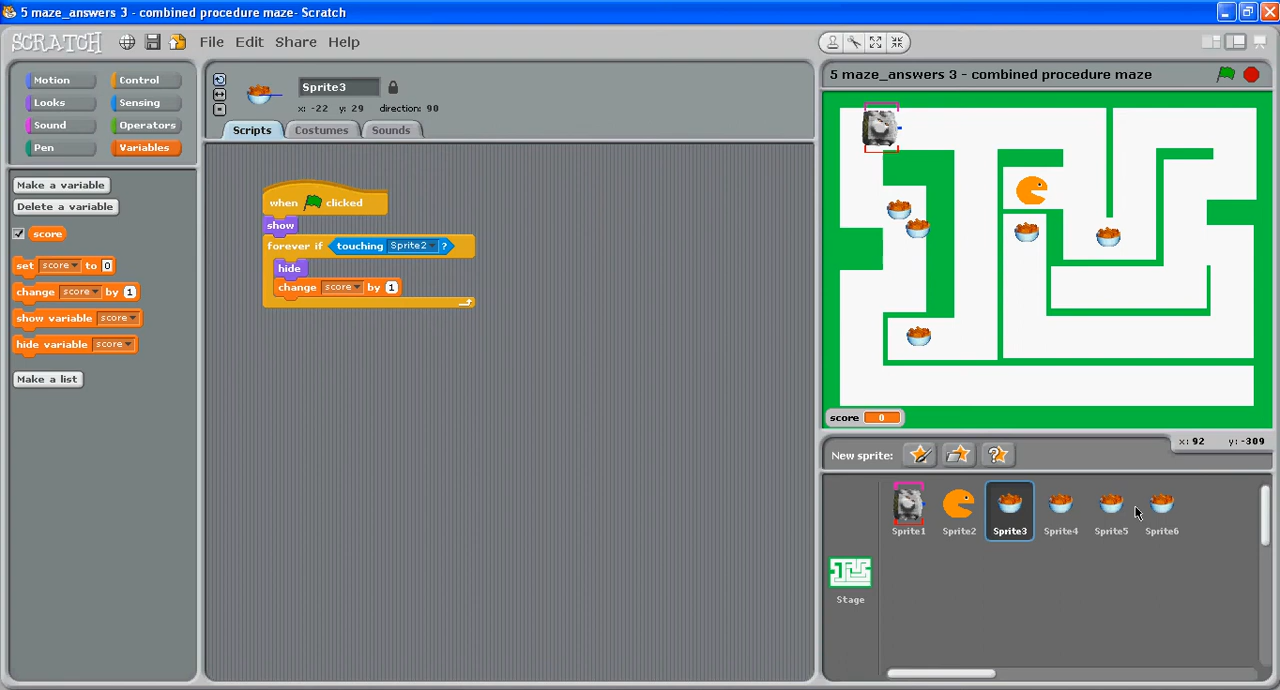 5 maze_answers 3 - combined procedure maze- Scratch
SCRATCH File Edit Share Help
Motion Control
Looks Sensing
Sound Operators
Pen Variables
Make a variable
Delete a variable
score
set score to 0
change score by 1
show variable score
hide variable score
Make a list
Sprite3
x: -22 y: 29 direction: 90
Scripts Costumes Sounds
when clicked
show
forever if touching Sprite2 ?
hide
change score by 1
5 maze_answers 3 - combined procedure maze
score 0
x: 92 y: -309
New sprite:
Sprite1 Sprite2 Sprite3 Sprite4 Sprite5 Sprite6
Stage